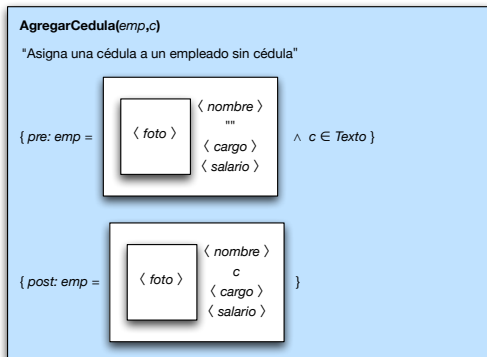 AgregarCedula(emp,c)
"Asigna una cédula a un empleado sin cédula"
{ pre: emp =
〈 foto 〉
〈 nombre 〉
""
〈 cargo 〉
〈 salario 〉
∧ c ∈ Texto }
{ post: emp =
〈 foto 〉
〈 nombre 〉
c
〈 cargo 〉
〈 salario 〉
}